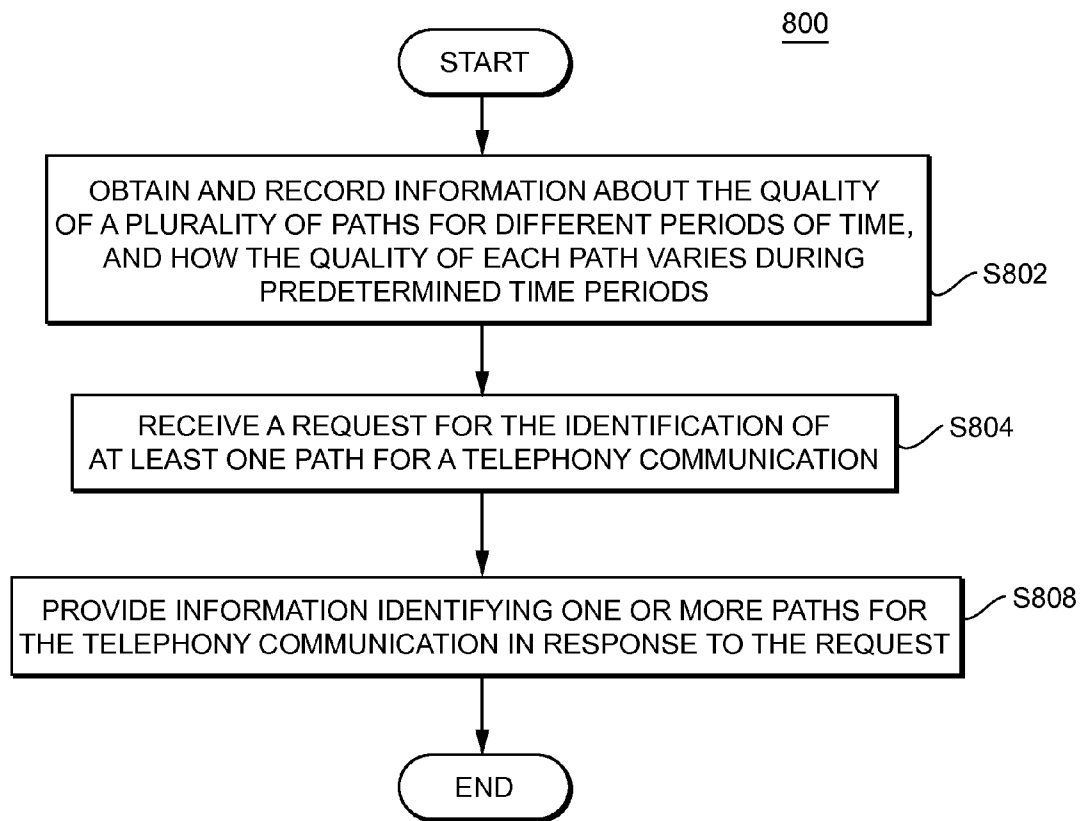 800
START
OBTAIN AND RECORD INFORMATION ABOUT THE QUALITY
OF A PLURALITY OF PATHS FOR DIFFERENT PERIODS OF TIME,
AND HOW THE QUALITY OF EACH PATH VARIES DURING
PREDETERMINED TIME PERIODS
S802
RECEIVE A REQUEST FOR THE IDENTIFICATION OF
AT LEAST ONE PATH FOR A TELEPHONY COMMUNICATION
S804
PROVIDE INFORMATION IDENTIFYING ONE OR MORE PATHS FOR
THE TELEPHONY COMMUNICATION IN RESPONSE TO THE REQUEST
S808
END